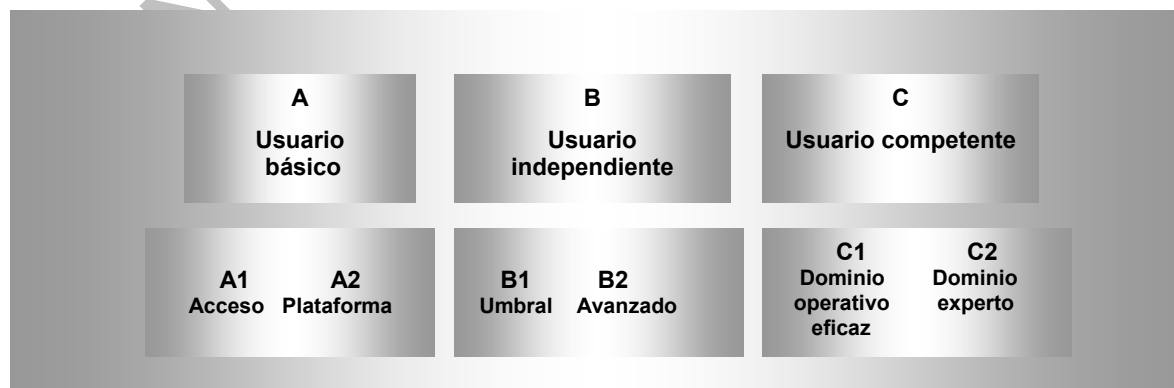 A
Usuario
básico
B
Usuario
independiente
C
Usuario competente
A1 A2
Acceso Plataforma
B1 B2
Umbral Avanzado
C1
Dominio
operativo
eficaz
C2
Dominio
experto